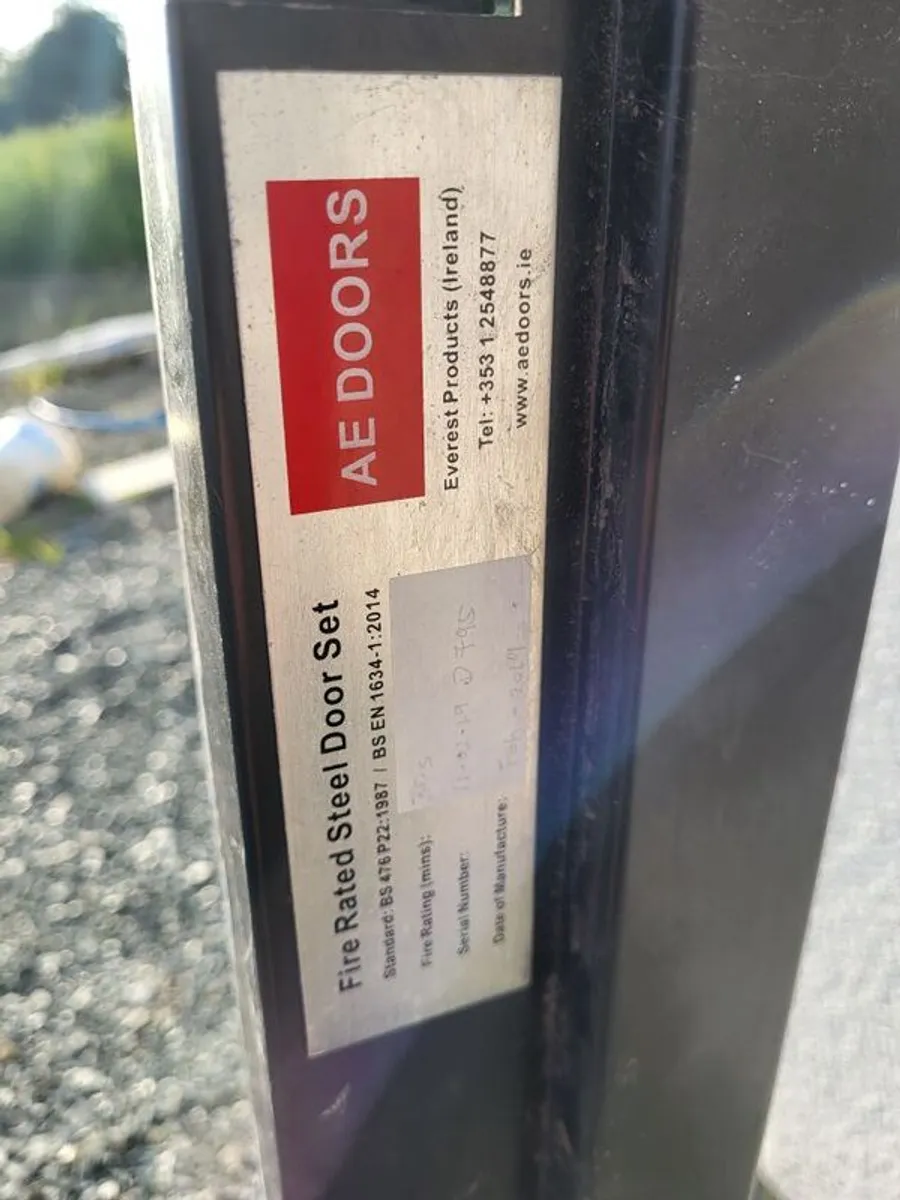 AE DOORS
Everest Products (Ireland)
Tel: +353 1 2548877
www.aedoors.ie
Fire Rated Steel Door Set
Standard: BS 476 P22:1987 / BS EN 1634-1:2014
Fire Rating (mins):
Serial Number:
Date of Manufacture: